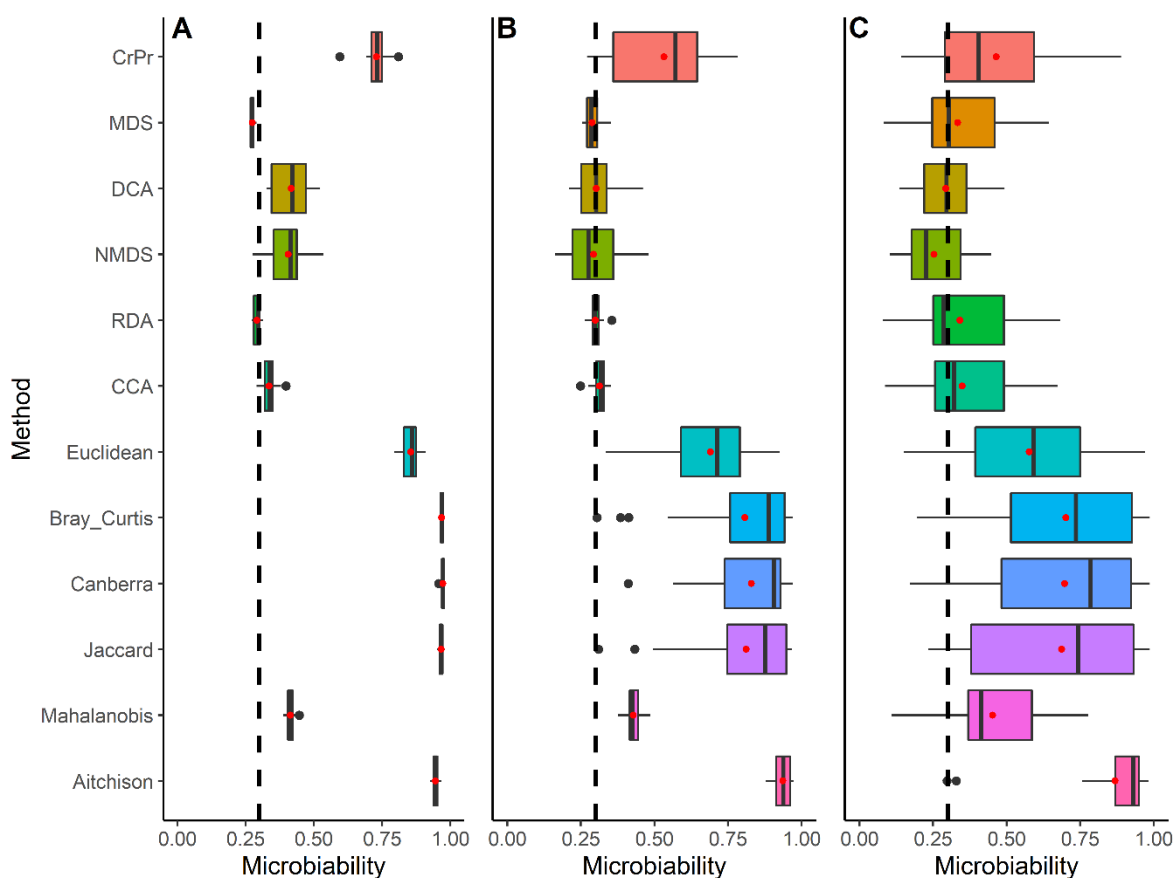 A
B
C
Method
CrPr
MDS
DCA
NMDS
RDA
CCA
Euclidean
Bray_Curtis
Canberra
Jaccard
Mahalanobis
Aitchison
0.00 0.25 0.50 0.75 1.00
0.00 0.25 0.50 0.75 1.00
0.00 0.25 0.50 0.75 1.00
Microbiability
Microbiability
Microbiability